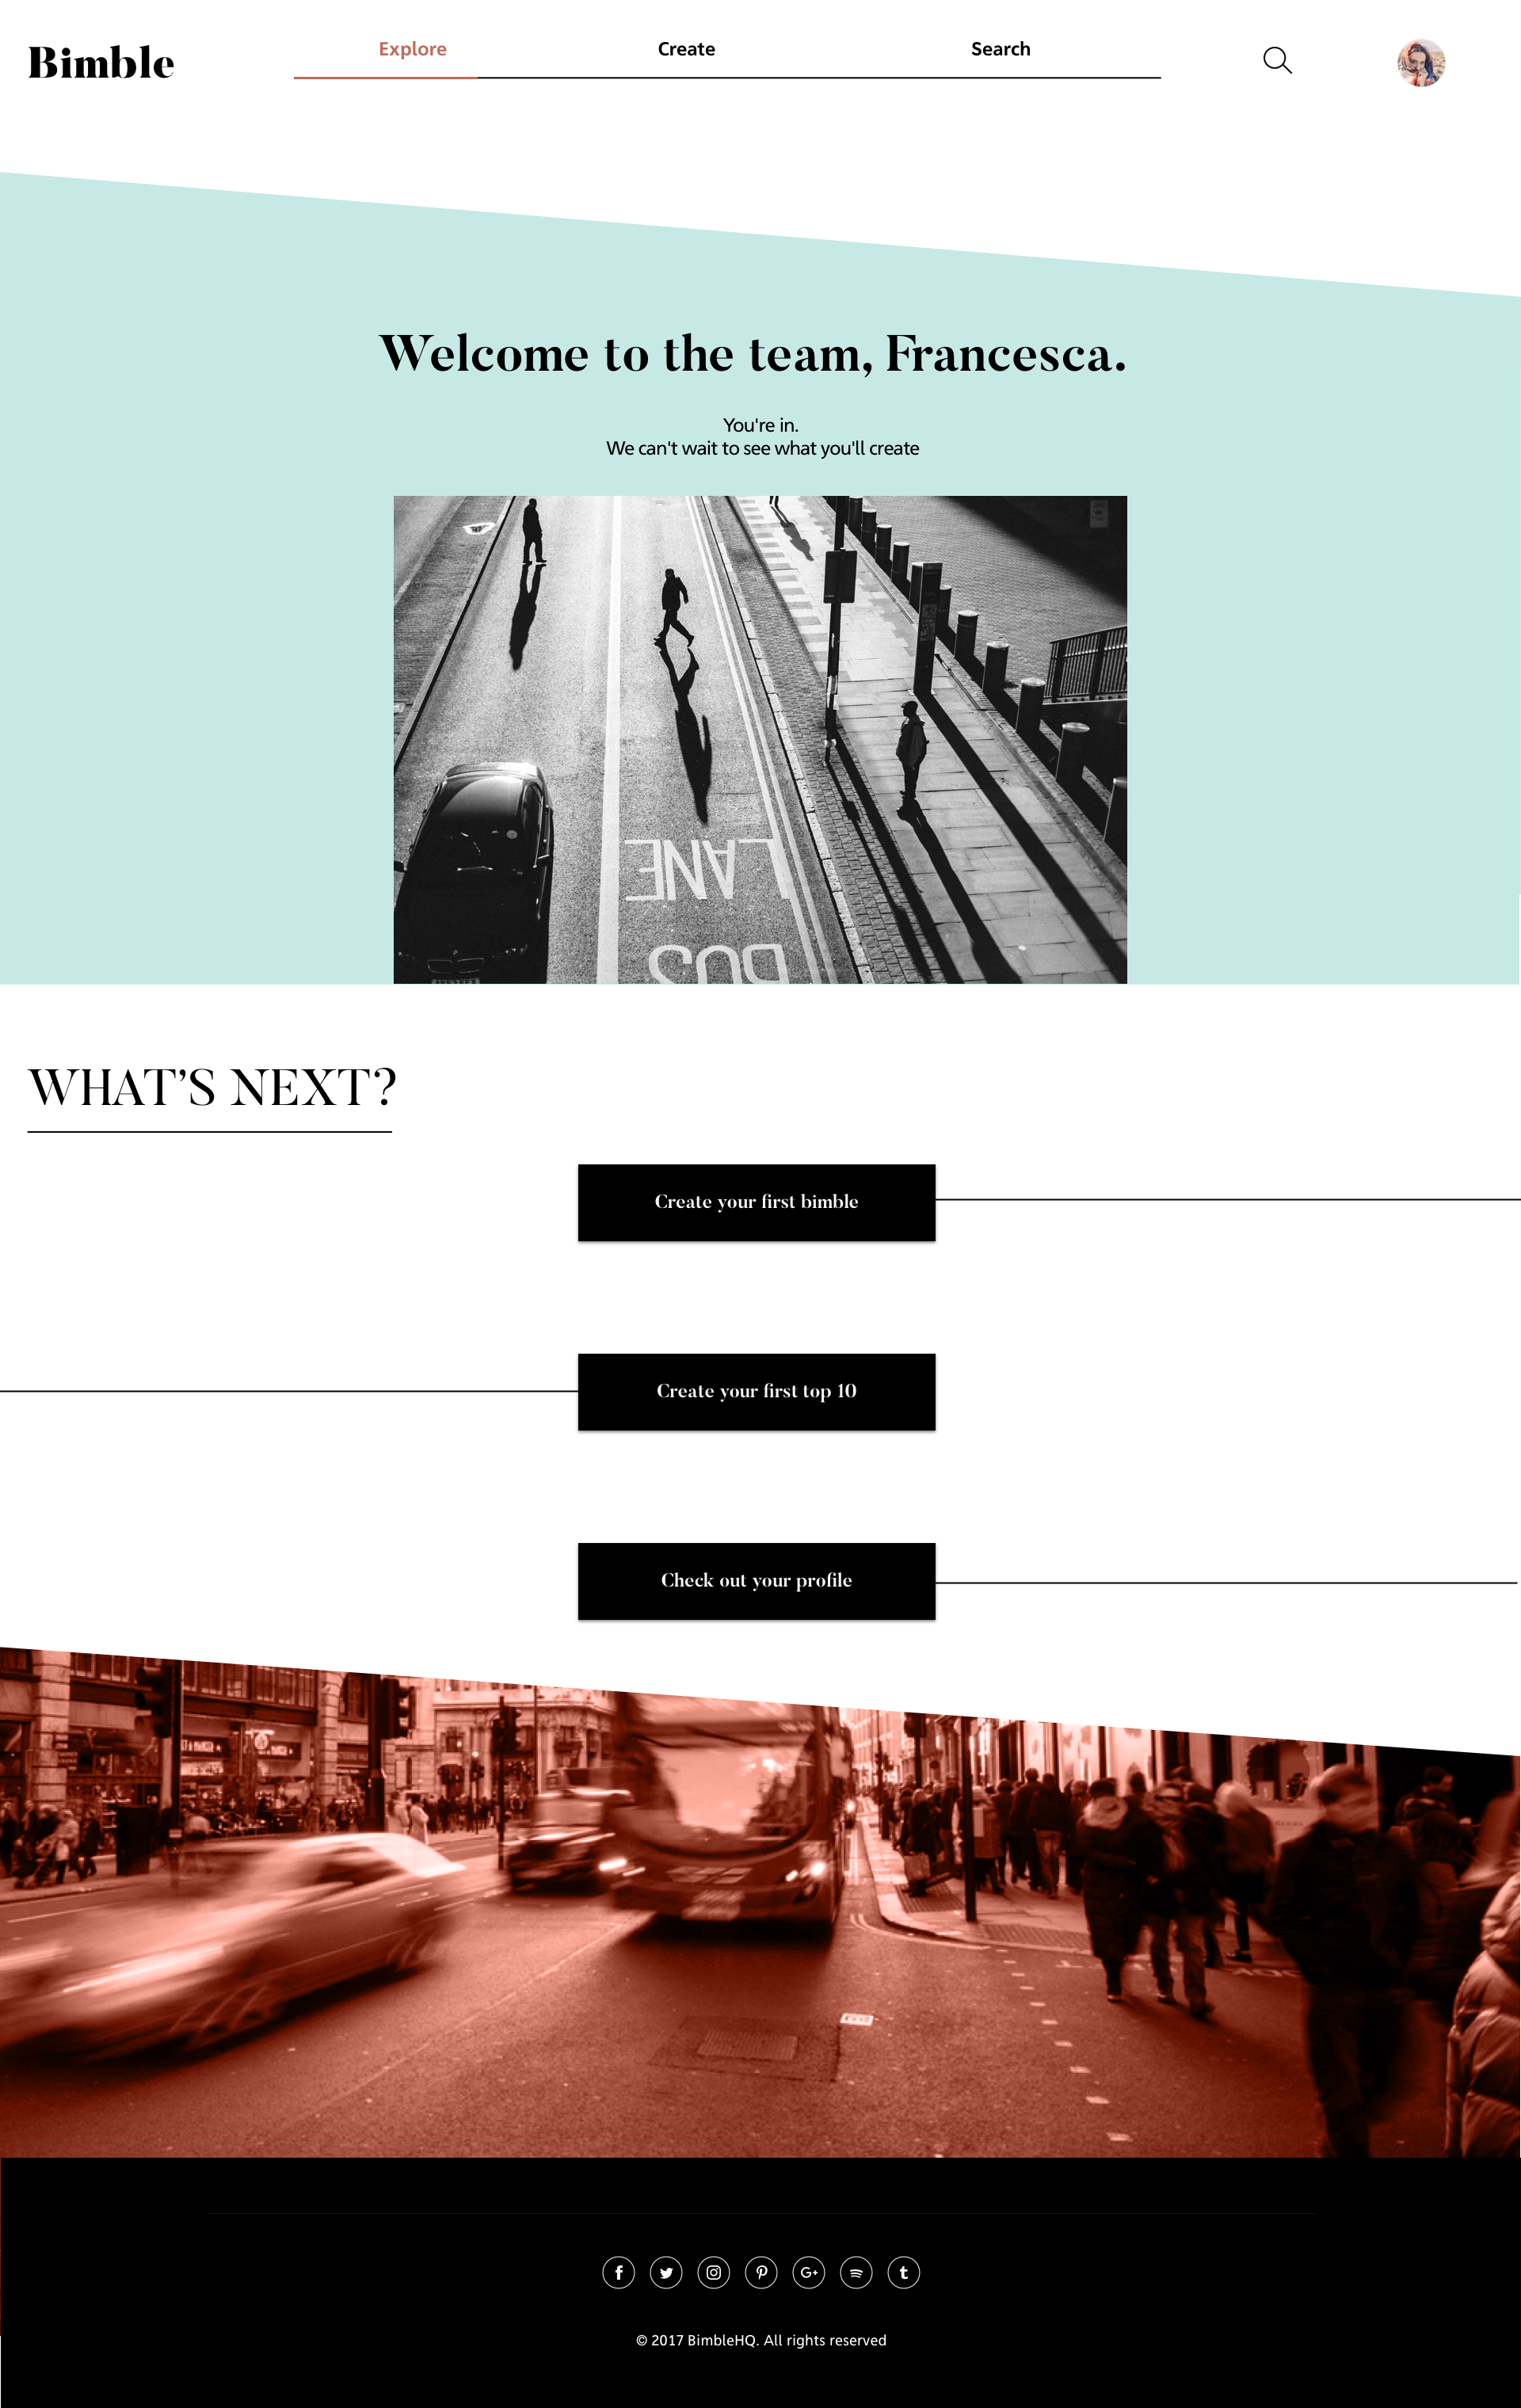 Bimble
Explore
Create
Search
Welcome to the team, Francesca.
You're in.
We can't wait to see what you'll create
LANE
BUS
WHAT'S NEXT?
Create your first bimble
Create your first top 10
Check out your profile
© 2017 BimbleHQ. All rights reserved